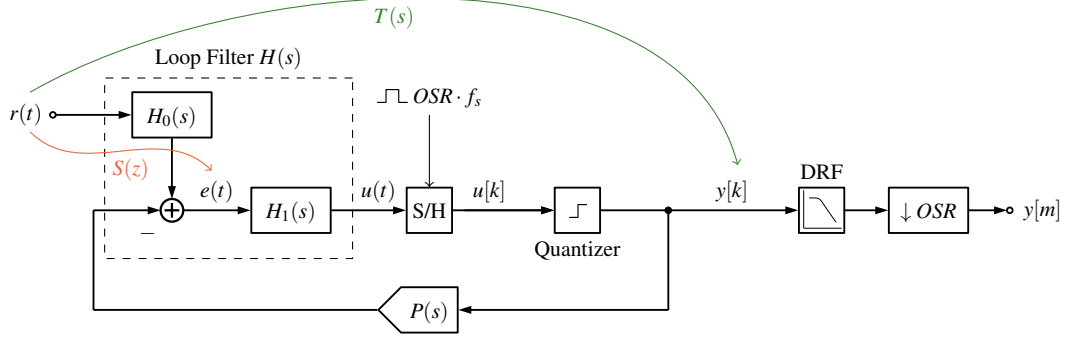 T(s)
Loop Filter H(s)
r(t)
H₀(s)
OSR · fₛ
S(z)
e(t)
H₁(s)
u(t)
S/H
u[k]
Quantizer
y[k]
DRF
↓ OSR
y[m]
+
−
P(s)